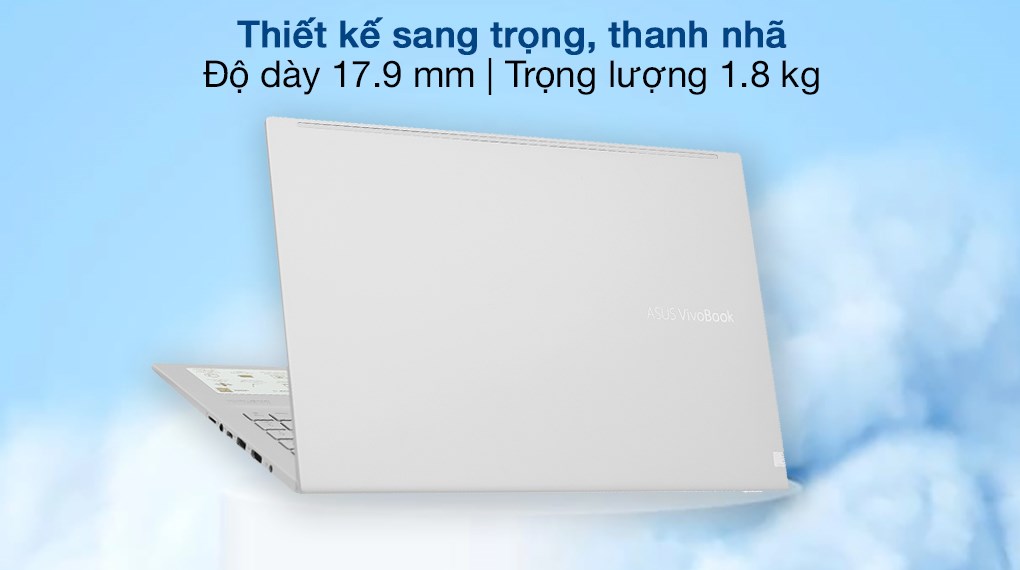 Thiết kế sang trọng, thanh nhã
Độ dày 17.9 mm | Trọng lượng 1.8 kg
ASUS VivoBook